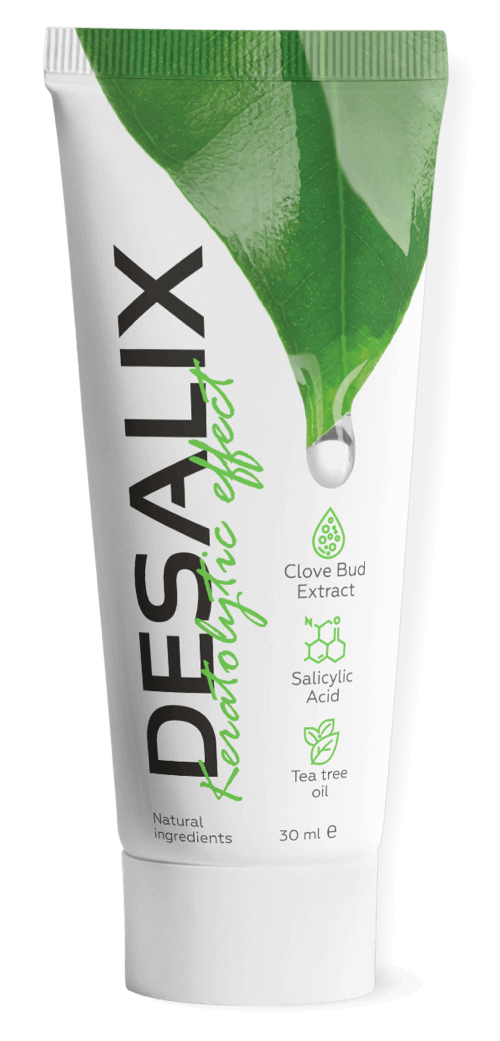 DESALIX
Keratolytic effect
Clove Bud
Extract
N O
Salicylic
Acid
Tea tree
oil
Natural
ingredients
30 ml e